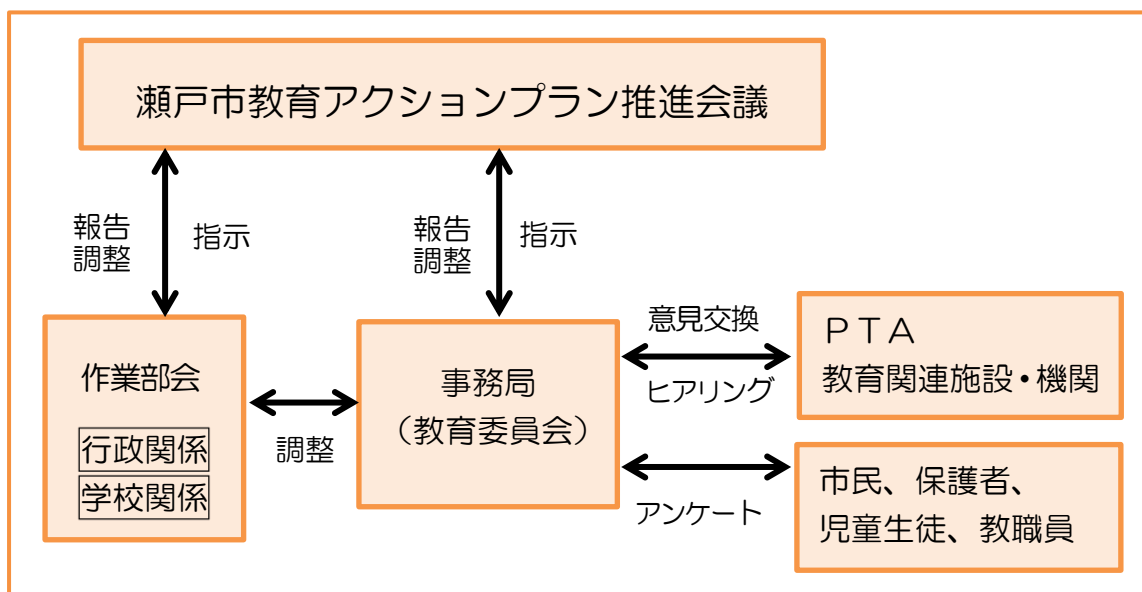 瀬戸市教育アクションプラン推進会議
報告
調整
指示
報告
調整
指示
作業部会
行政関係
学校関係
調整
事務局
（教育委員会）
意見交換
ヒアリング
ＰＴＡ
教育関連施設・機関
アンケート
市民、保護者、
児童生徒、教職員